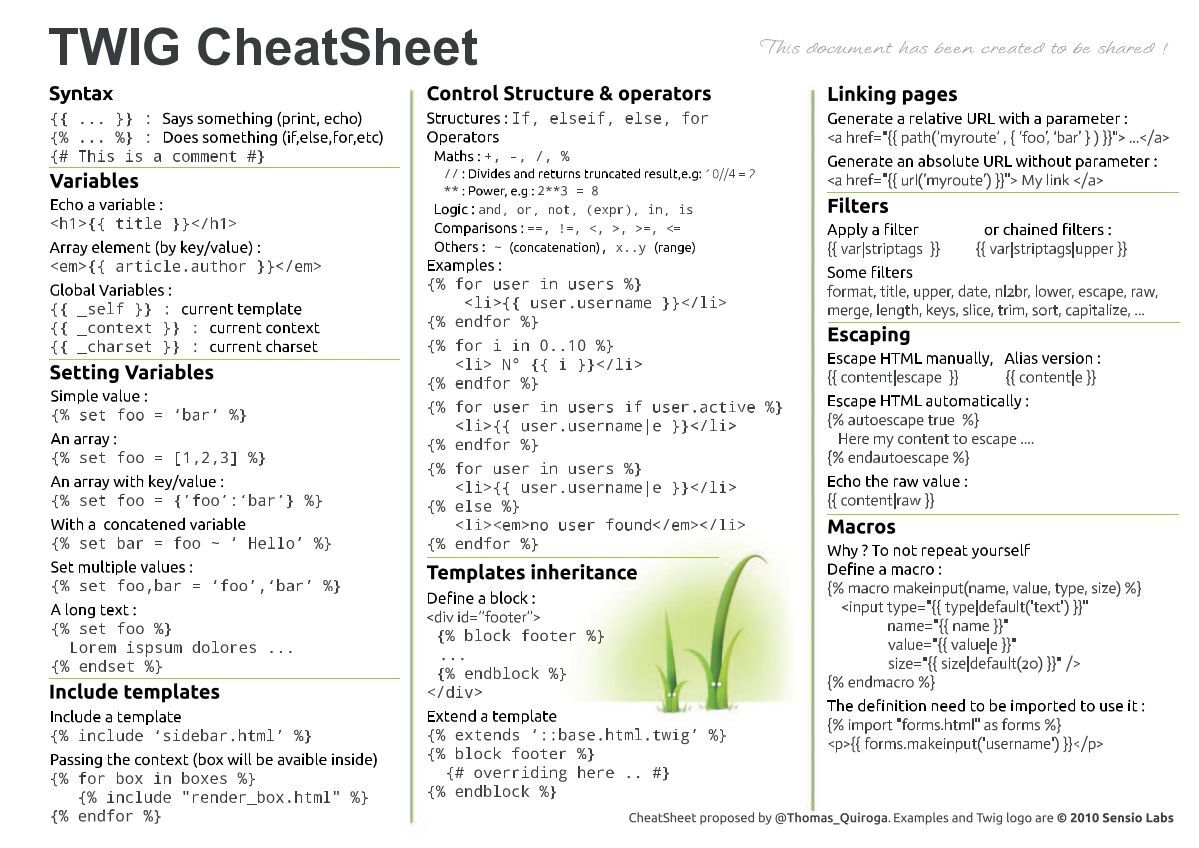 TWIG CheatSheet
This document has been created to be shared !
Syntax
{{ ... }} : Says something (print, echo)
{% ... %} : Does something (if,else,for,etc)
{# This is a comment #}
Variables
Echo a variable :
<h1>{{ title }}</h1>
Array element (by key/value) :
<em>{{ article.author }}</em>
Global Variables :
{{ _self }} : current template
{{ _context }} : current context
{{ _charset }} : current charset
Setting Variables
Simple value :
{% set foo = ‘bar’ %}
An array :
{% set foo = [1,2,3] %}
An array with key/value :
{% set foo = {‘foo’:‘bar’} %}
With a concatened variable
{% set bar = foo ~ ‘ Hello’ %}
Set multiple values :
{% set foo,bar = ‘foo’,‘bar’ %}
A long text :
{% set foo %}
Lorem ispsum dolores ...
{% endset %}
Include templates
Include a template
{% include ‘sidebar.html’ %}
Passing the context (box will be avaible inside)
{% for box in boxes %}
{% include "render_box.html" %}
{% endfor %}
Control Structure & operators
Structures : If, elseif, else, for
Operators
Maths : +, -, /, %
// : Divides and returns truncated result,e.g: 10//4 = 2
** : Power, e.g : 2**3 = 8
Logic : and, or, not, (expr), in, is
Comparisons : ==, !=, <, >, >=, <=
Others : ~ (concatenation), x..y (range)
Examples :
{% for user in users %}
<li>{{ user.username }}</li>
{% endfor %}
{% for i in 0..10 %}
<li> N° {{ i }}</li>
{% endfor %}
{% for user in users if user.active %}
<li>{{ user.username|e }}</li>
{% endfor %}
{% for user in users %}
<li>{{ user.username|e }}</li>
{% else %}
<li><em>no user found</em></li>
{% endfor %}
Templates inheritance
Define a block :
<div id=”footer”>
{% block footer %}
...
{% endblock %}
</div>
Extend a template
{% extends ‘::base.html.twig’ %}
{% block footer %}
{# overriding here .. #}
{% endblock %}
Linking pages
Generate a relative URL with a parameter :
<a href="{{ path(‘myroute’ , { ‘foo’, ‘bar’ } ) }}"> ...</a>
Generate an absolute URL without parameter :
<a href="{{ url(‘myroute’) }}"> My link </a>
Filters
Apply a filter or chained filters :
{{ var|striptags }} {{ var|striptags|upper }}
Some filters
format, title, upper, date, nl2br, lower, escape, raw,
merge, length, keys, slice, trim, sort, capitalize, ...
Escaping
Escape HTML manually, Alias version :
{{ content|escape }} {{ content|e }}
Escape HTML automatically :
{% autoescape true %}
Here my content to escape ....
{% endautoescape %}
Echo the raw value :
{{ content|raw }}
Macros
Why ? To not repeat yourself
Define a macro :
{% macro makeinput(name, value, type, size) %}
<input type="{{ type|default('text') }}"
name="{{ name }}"
value="{{ value|e }}"
size="{{ size|default(20) }}" />
{% endmacro %}
The definition need to be imported to use it :
{% import "forms.html" as forms %}
<p>{{ forms.makeinput('username') }}</p>
CheatSheet proposed by @Thomas_Quiroga. Examples and Twig logo are © 2010 Sensio Labs